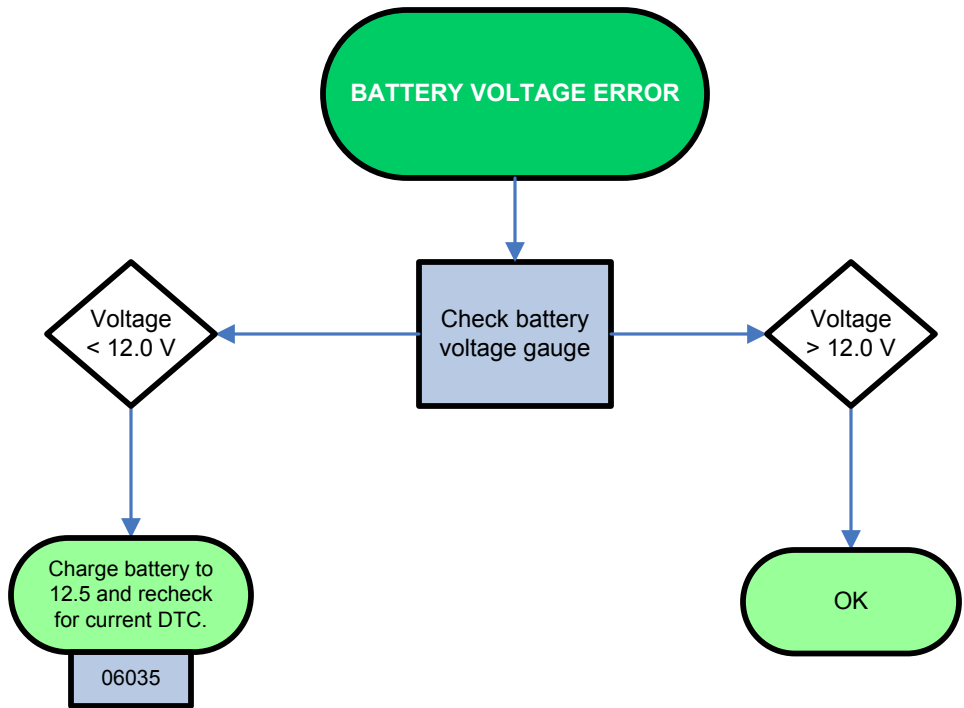 BATTERY VOLTAGE ERROR
Check battery
voltage gauge
Voltage
< 12.0 V
Voltage
> 12.0 V
Charge battery to
12.5 and recheck
for current DTC.
06035
OK